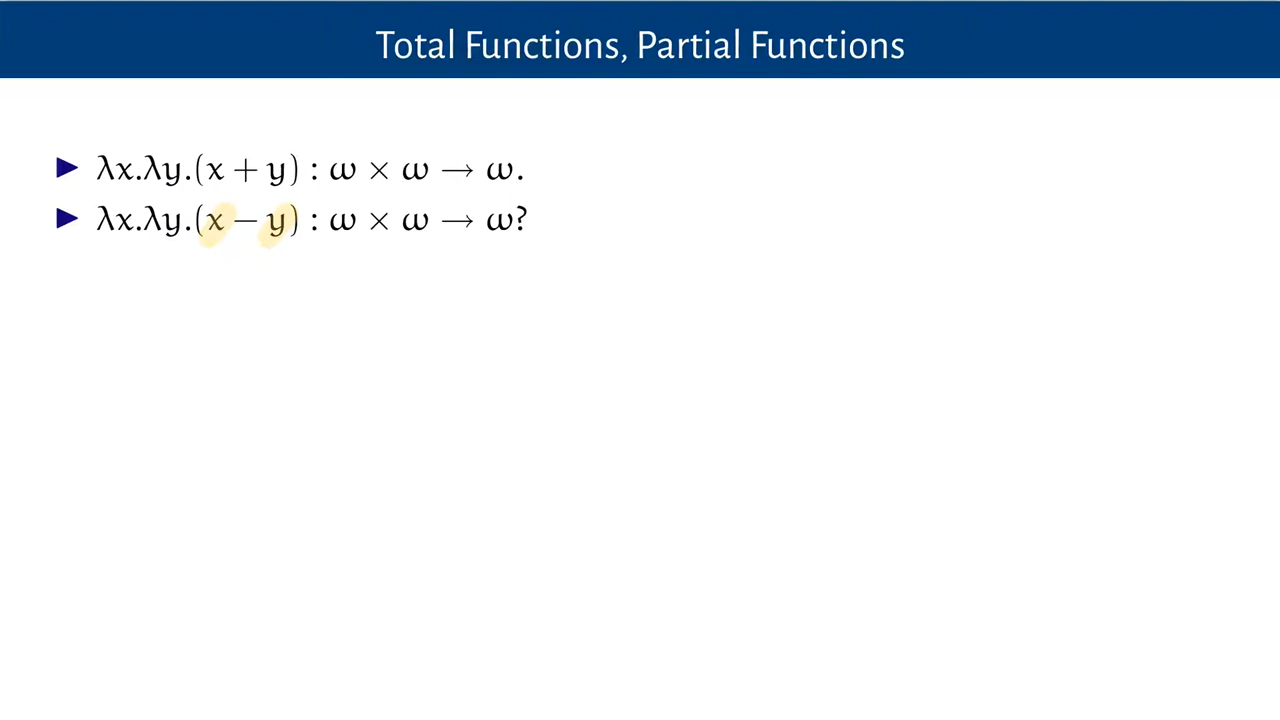 Total Functions, Partial Functions
▶ λx.λy.(x + y) : ω × ω → ω.
▶ λx.λy.(x − y) : ω × ω → ω?